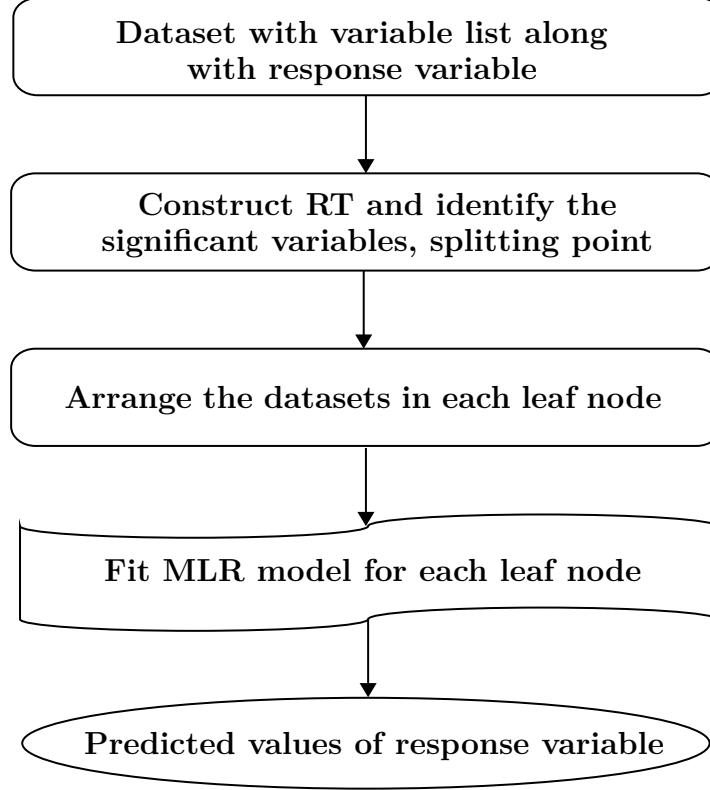 Dataset with variable list along
with response variable
Construct RT and identify the
significant variables, splitting point
Arrange the datasets in each leaf node
Fit MLR model for each leaf node
Predicted values of response variable